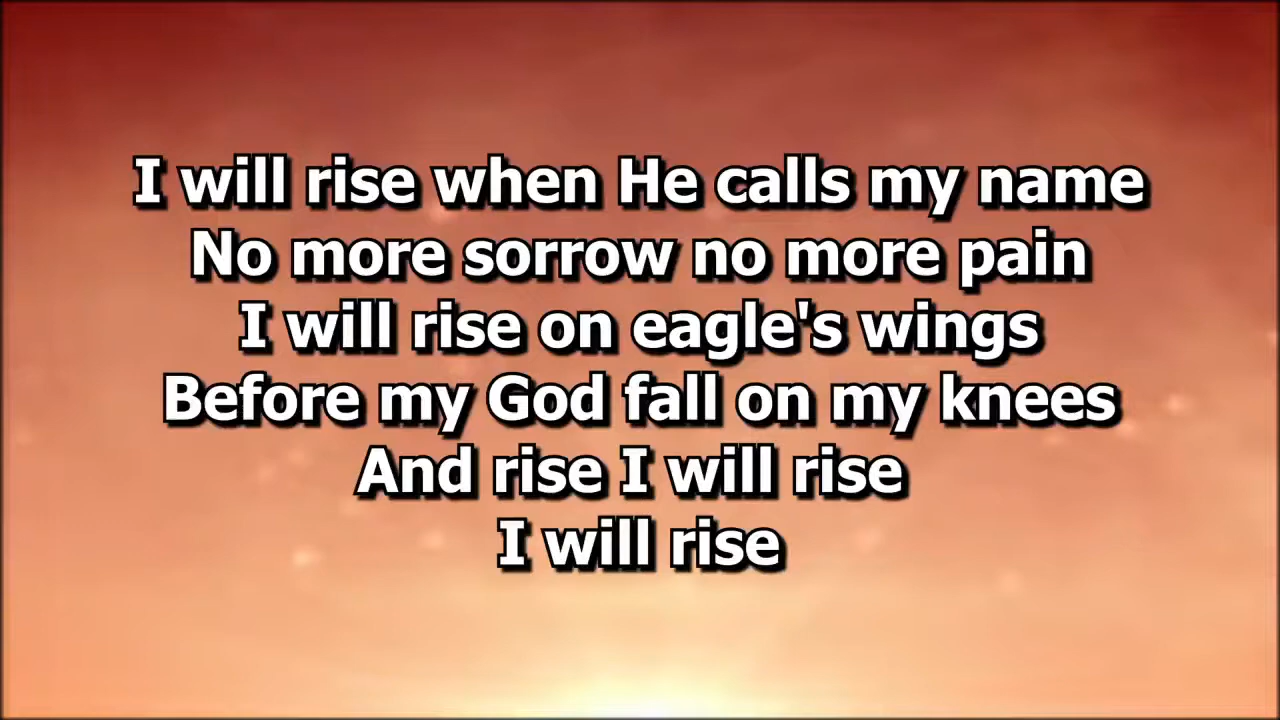 I will rise when He calls my name
No more sorrow no more pain
I will rise on eagle's wings
Before my God fall on my knees
And rise I will rise
I will rise